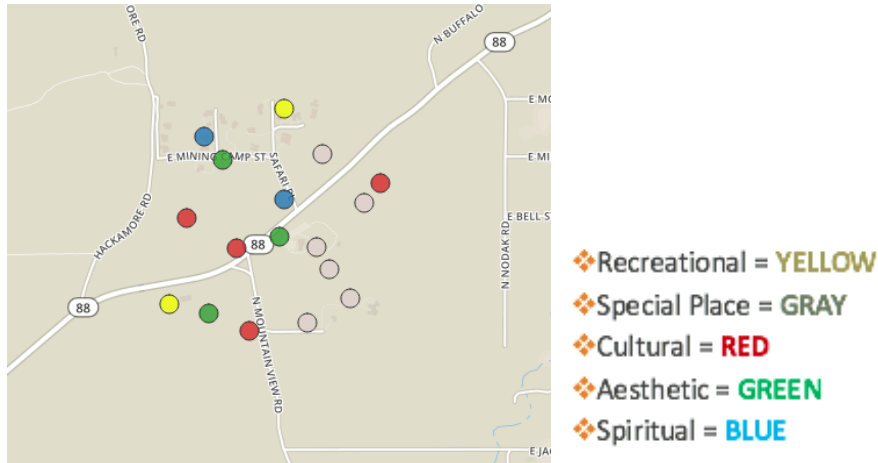 ORE RD
N BUFFALO
88
E MO
E MINING CAMP ST
E MI
SAFARI PL
HACKAMORE RD
E BELL S
88
N NODAK RD
88
N MOUNTAIN VIEW RD
E JAC
❖Recreational = YELLOW
❖Special Place = GRAY
❖Cultural = RED
❖Aesthetic = GREEN
❖Spiritual = BLUE